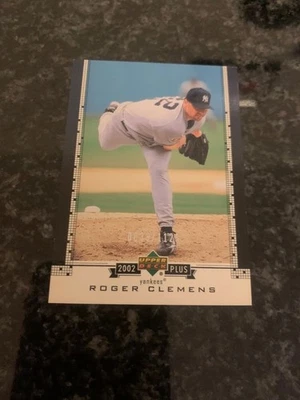 2002 UPPER DECK PLUS
yankees
ROGER CLEMENS